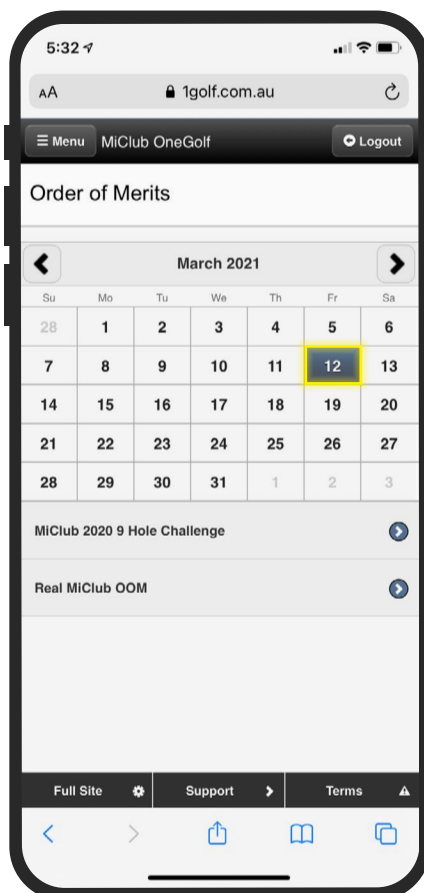 5:32
AA 1golf.com.au
Menu MiClub OneGolf Logout
Order of Merits
March 2021
Su Mo Tu We Th Fr Sa
28 1 2 3 4 5 6
7 8 9 10 11 12 13
14 15 16 17 18 19 20
21 22 23 24 25 26 27
28 29 30 31 1 2 3
MiClub 2020 9 Hole Challenge
Real MiClub OOM
Full Site Support Terms